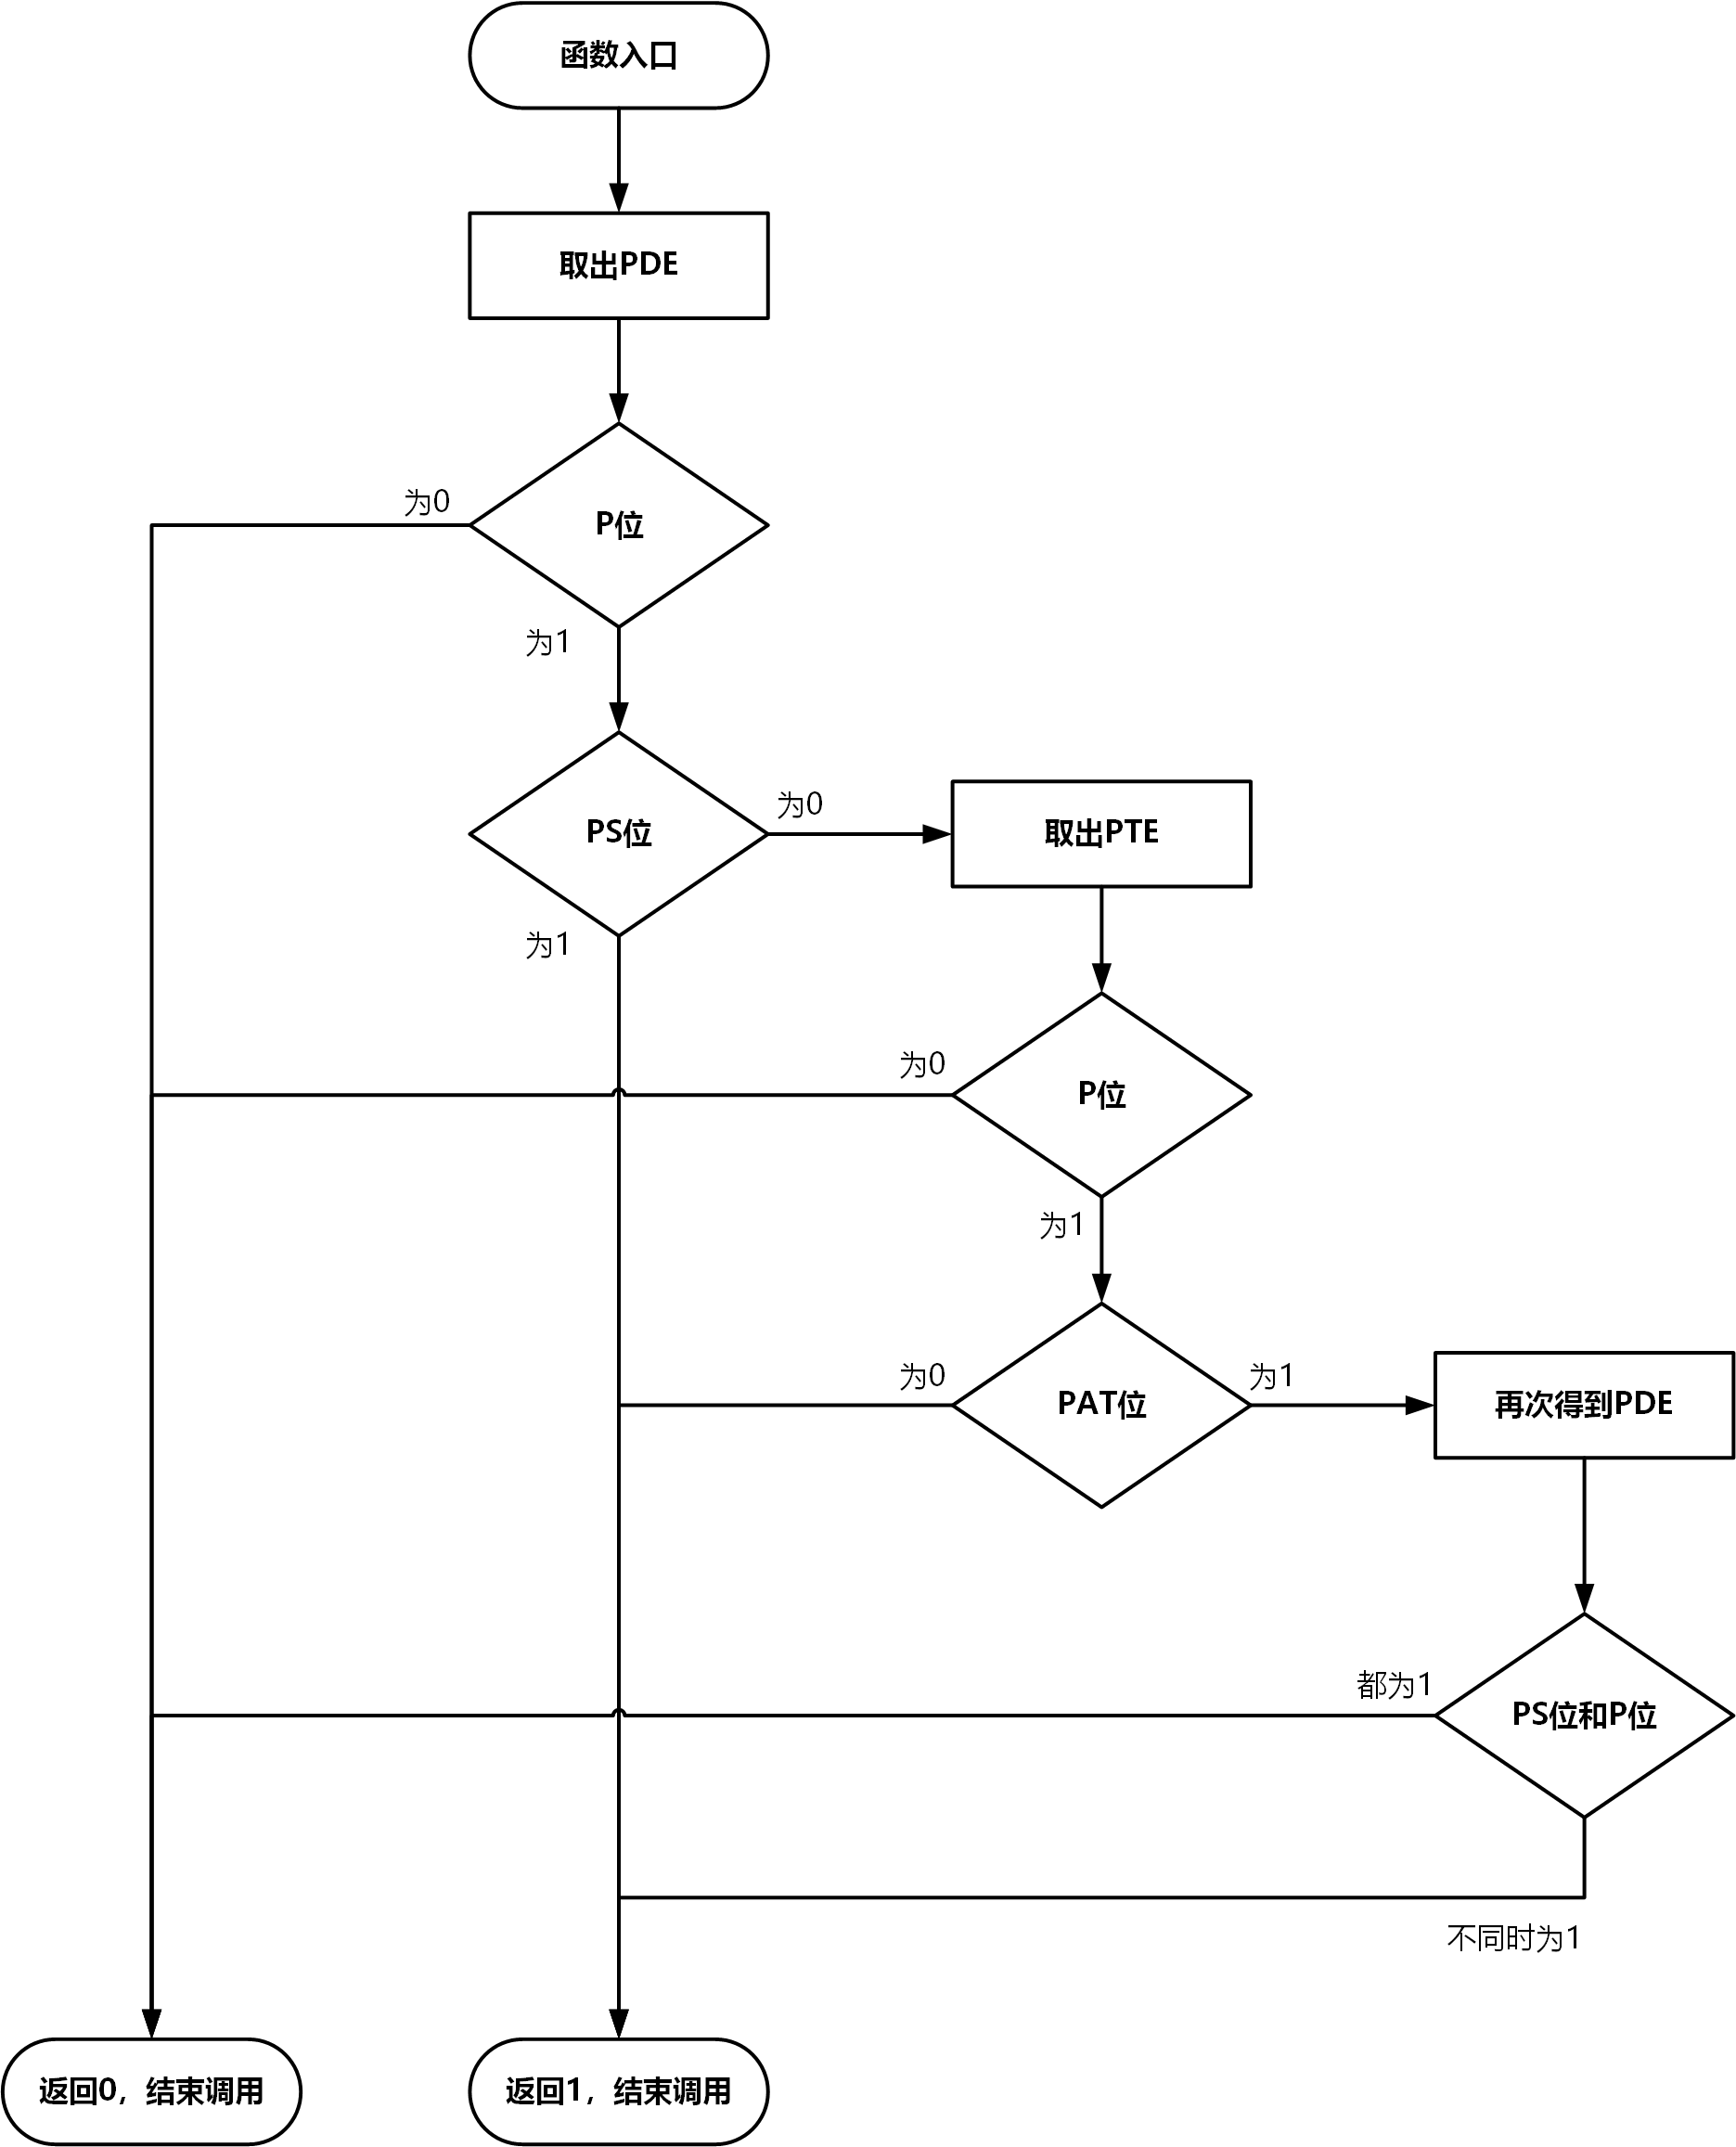 函数入口
取出PDE
为0
P位
为1
PS位
为0
取出PTE
为1
为0
P位
为1
为0
PAT位
为1
再次得到PDE
都为1
PS位和P位
不同时为1
返回0，结束调用
返回1，结束调用